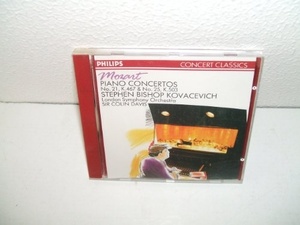 PHILIPS
CONCERT CLASSICS
Mozart
PIANO CONCERTOS
No. 21, K.467 & No. 25, K.503
STEPHEN BISHOP KOVACEVICH
London Symphony Orchestra
SIR COLIN DAVIS